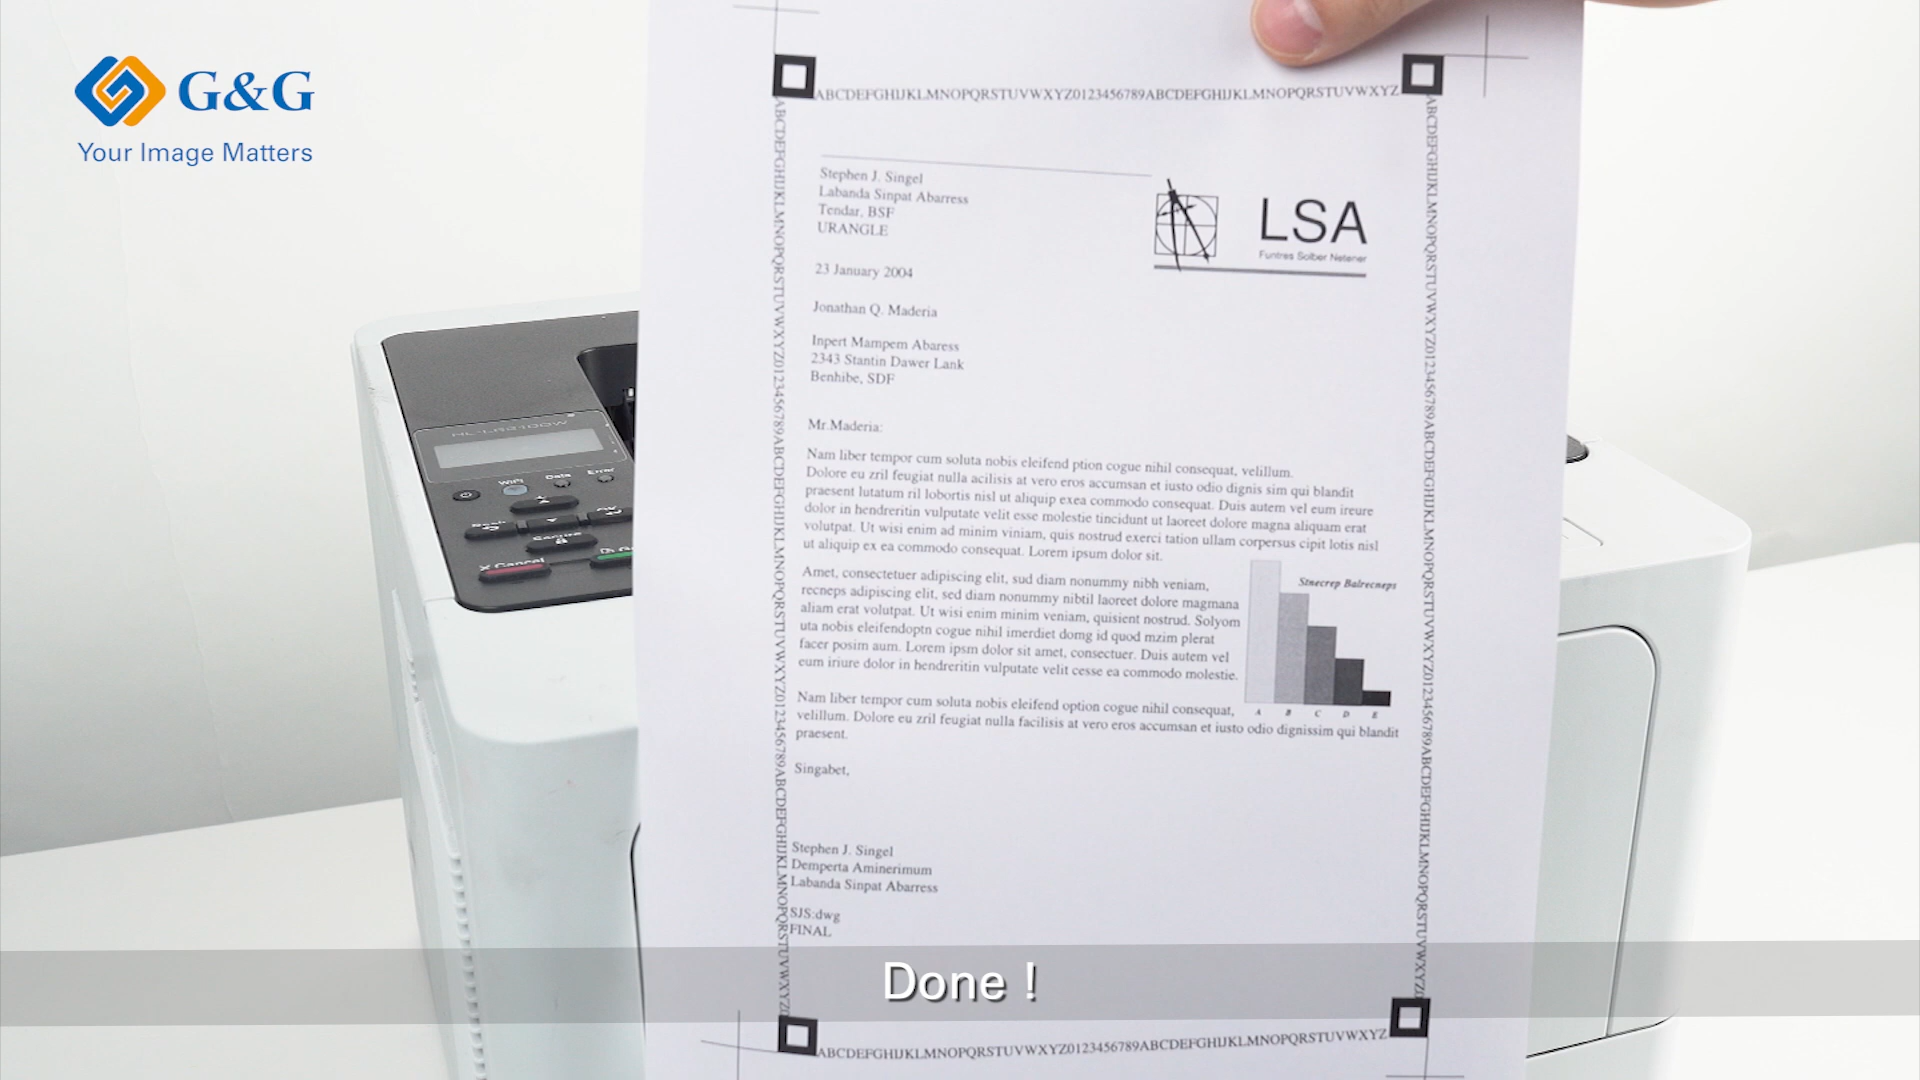 G&G
Your Image Matters
ABCDEFGHIJKLMNOPQRSTUVWXYZ0123456789ABCDEFGHIJKLMNOPQRSTUVWXYZ
Stephen J. Singel
Labanda Sinpat Abarress
Tendar, BSF
URANGLE
LSA
Funtres Solber Netener
23 January 2004
Jonathan Q. Maderia
Inpert Mampem Abaress
2343 Stantin Dawer Lank
Benhibe, SDF
Mr.Maderia:
Nam liber tempor cum soluta nobis eleifend ption cogue nihil consequat, velillum.
Dolore eu zril feugiat nulla acilisis at vero eros accumsan et iusto odio dignis sim qui blandit
praesent lutatum ril lobortis nisl ut aliquip exea commodo consequat. Duis autem vel eum ireure
dolor in hendreritin vulputate velit esse molestie tincidunt ut laoreet dolore magna aliquam erat
volutpat. Ut wisi enim ad minim viniam, quis nostrud exerci tation ullam corpersus cipit lotis nisl
ut aliquip ex ea commodo consequat. Lorem ipsum dolor sit.
Amet, consectetuer adipiscing elit, sud diam nonummy nibh veniam,
recneps adipiscing elit, sed diam nonummy nibtil laoreet dolore magmana
aliam erat volutpat. Ut wisi enim minim veniam, quisient nostrud. Solyom
uta nobis eleifendoptn cogue nihil imerdiet domg id quod mzim plerat
facer posim aum. Lorem ipsm dolor sit amet, consectuer. Duis autem vel
eum iriure dolor in hendreritin vulputate velit cesse ea commodo molestie.
Stnecrep Balrecneps
A B C D E
Nam liber tempor cum soluta nobis eleifend option cogue nihil consequat,
velillum. Dolore eu zril feugiat nulla facilisis at vero eros accumsan et iusto odio dignissim qui blandit
praesent.
Singabet,
Stephen J. Singel
Demperta Aminerimum
Labanda Sinpat Abarress
SJS:dwg
FINAL
ABCDEFGHIJKLMNOPQRSTUVWXYZ0123456789ABCDEFGHIJKLMNOPQRSTUVWXYZ
ABCDEFGHIJKLMNOPQRSTUVWXYZ0123456789ABCDEFGHIJKLMNOPQRSTUVWXYZ0123456789ABCDEFGHIJKLMNOPQRSTUVWXYZ
ABCDEFGHIJKLMNOPQRSTUVWXYZ0123456789ABCDEFGHIJKLMNOPQRSTUVWXYZ0123456789ABCDEFGHIJKLMNOPQRSTUVWXYZ
WiFi Data Error
Back OK
Secure
Cancel
Done !